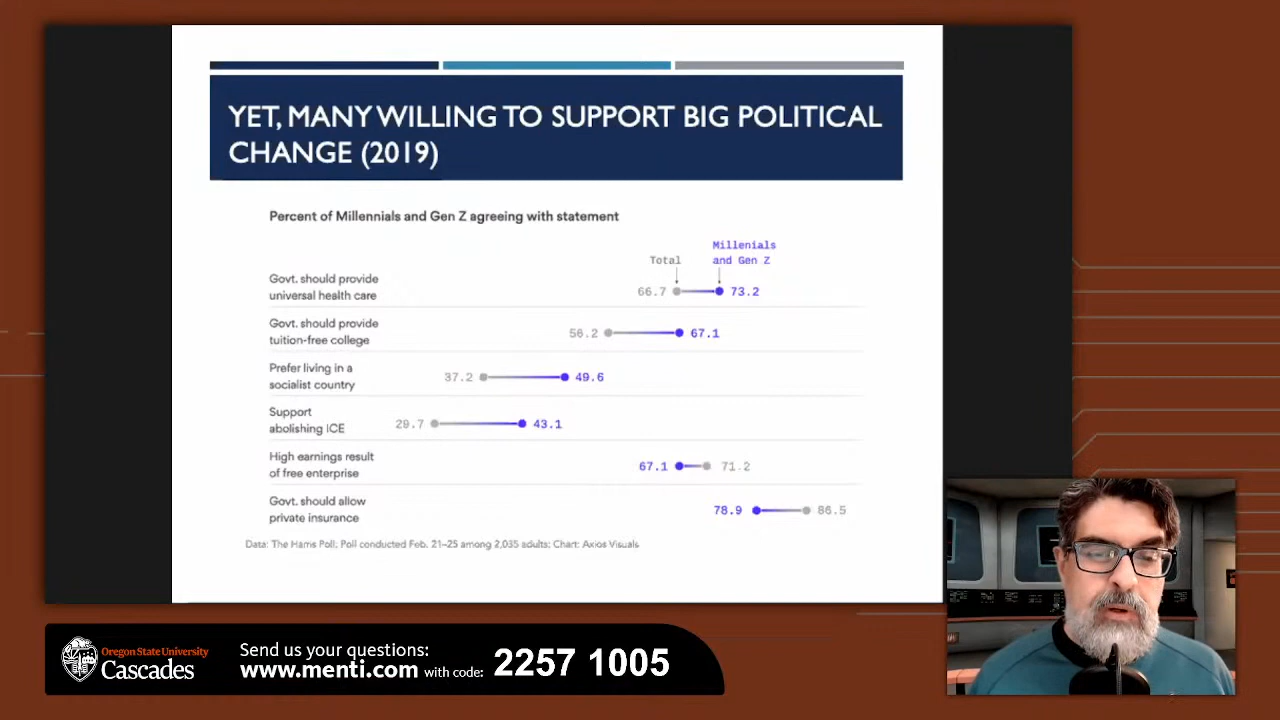 YET, MANY WILLING TO SUPPORT BIG POLITICAL
CHANGE (2019)
Percent of Millennials and Gen Z agreeing with statement
Total
Millenials
and Gen Z
Govt. should provide
universal health care
66.7
73.2
Govt. should provide
tuition-free college
56.2
67.1
Prefer living in a
socialist country
37.2
49.6
Support
abolishing ICE
29.7
43.1
High earnings result
of free enterprise
67.1
71.2
Govt. should allow
private insurance
78.9
86.5
Data: The Harris Poll; Poll conducted Feb. 21–25 among 2,035 adults; Chart: Axios Visuals
Oregon State University
Cascades
Send us your questions:
www.menti.com with code: 2257 1005